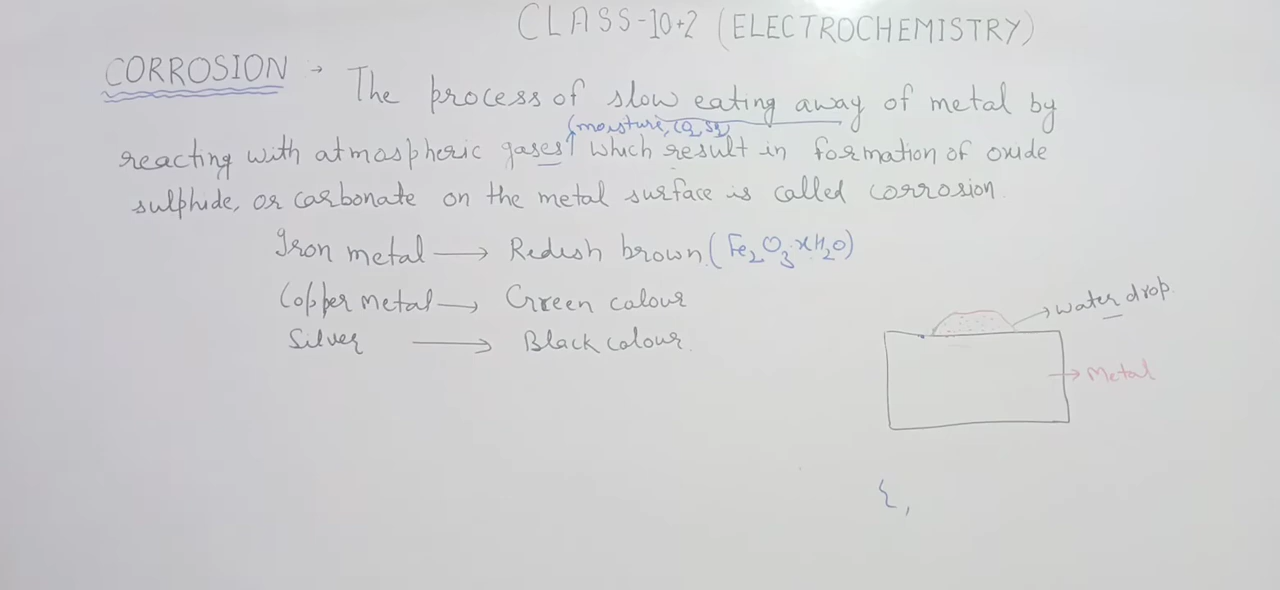 CLASS-10+2 (ELECTROCHEMISTRY)
CORROSION → The process of slow eating away of metal by
(moisture, CO2, SO2
reacting with atmospheric gases which result in formation of oxide
sulphide, or carbonate on the metal surface is called corrosion.
Iron metal → Redish brown (Fe2O3.xH2O)
Copper metal → Green colour
Silver → Black colour.
→ water drop.
→ Metal
{ ,